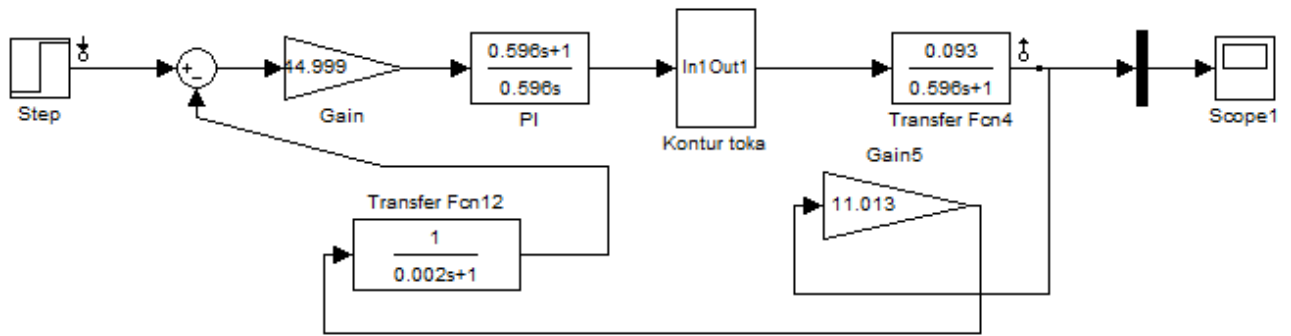 Step
+
−
44.999
Gain
0.596s+1
0.596s
PI
In1Out1
Kontur toka
0.093
0.596s+1
Transfer Fcn4
Scope1
Gain5
11.013
Transfer Fcn12
1
0.002s+1